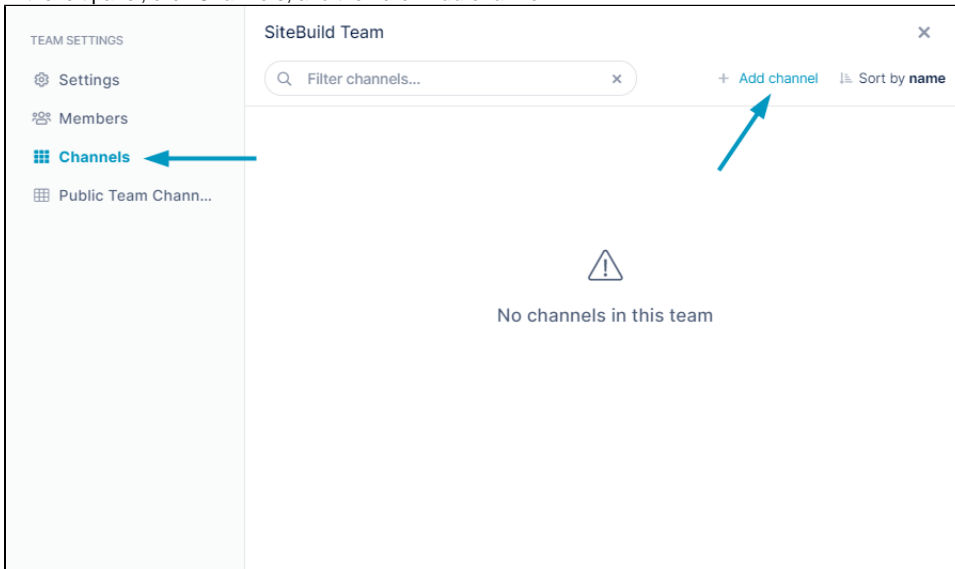 TEAM SETTINGS
Settings
Members
Channels
Public Team Chann...
SiteBuild Team
Filter channels...
+ Add channel
Sort by name
No channels in this team